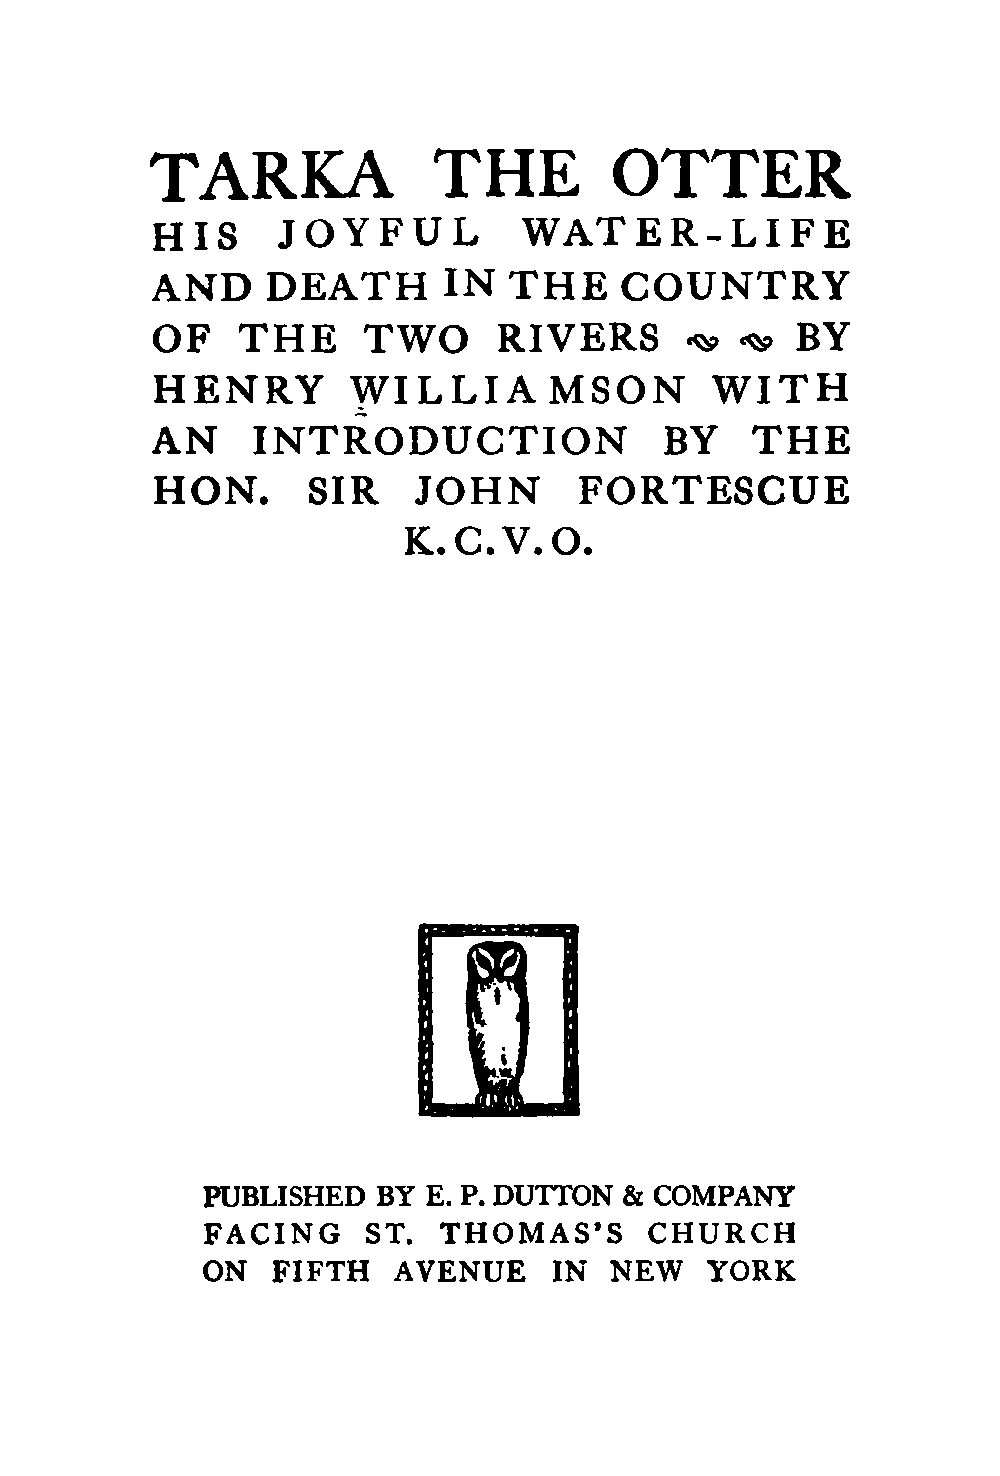 TARKA THE OTTER
HIS JOYFUL WATER-LIFE
AND DEATH IN THE COUNTRY
OF THE TWO RIVERS BY
HENRY WILLIAMSON WITH
AN INTRODUCTION BY THE
HON. SIR JOHN FORTESCUE
K.C.V.O.
PUBLISHED BY E. P. DUTTON & COMPANY
FACING ST. THOMAS'S CHURCH
ON FIFTH AVENUE IN NEW YORK